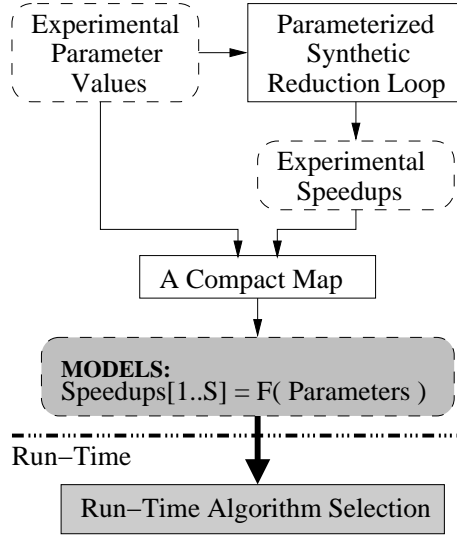 Experimental
Parameter
Values
Parameterized
Synthetic
Reduction Loop
Experimental
Speedups
A Compact Map
MODELS:
Speedups[1..S] = F( Parameters )
Run−Time
Run−Time Algorithm Selection